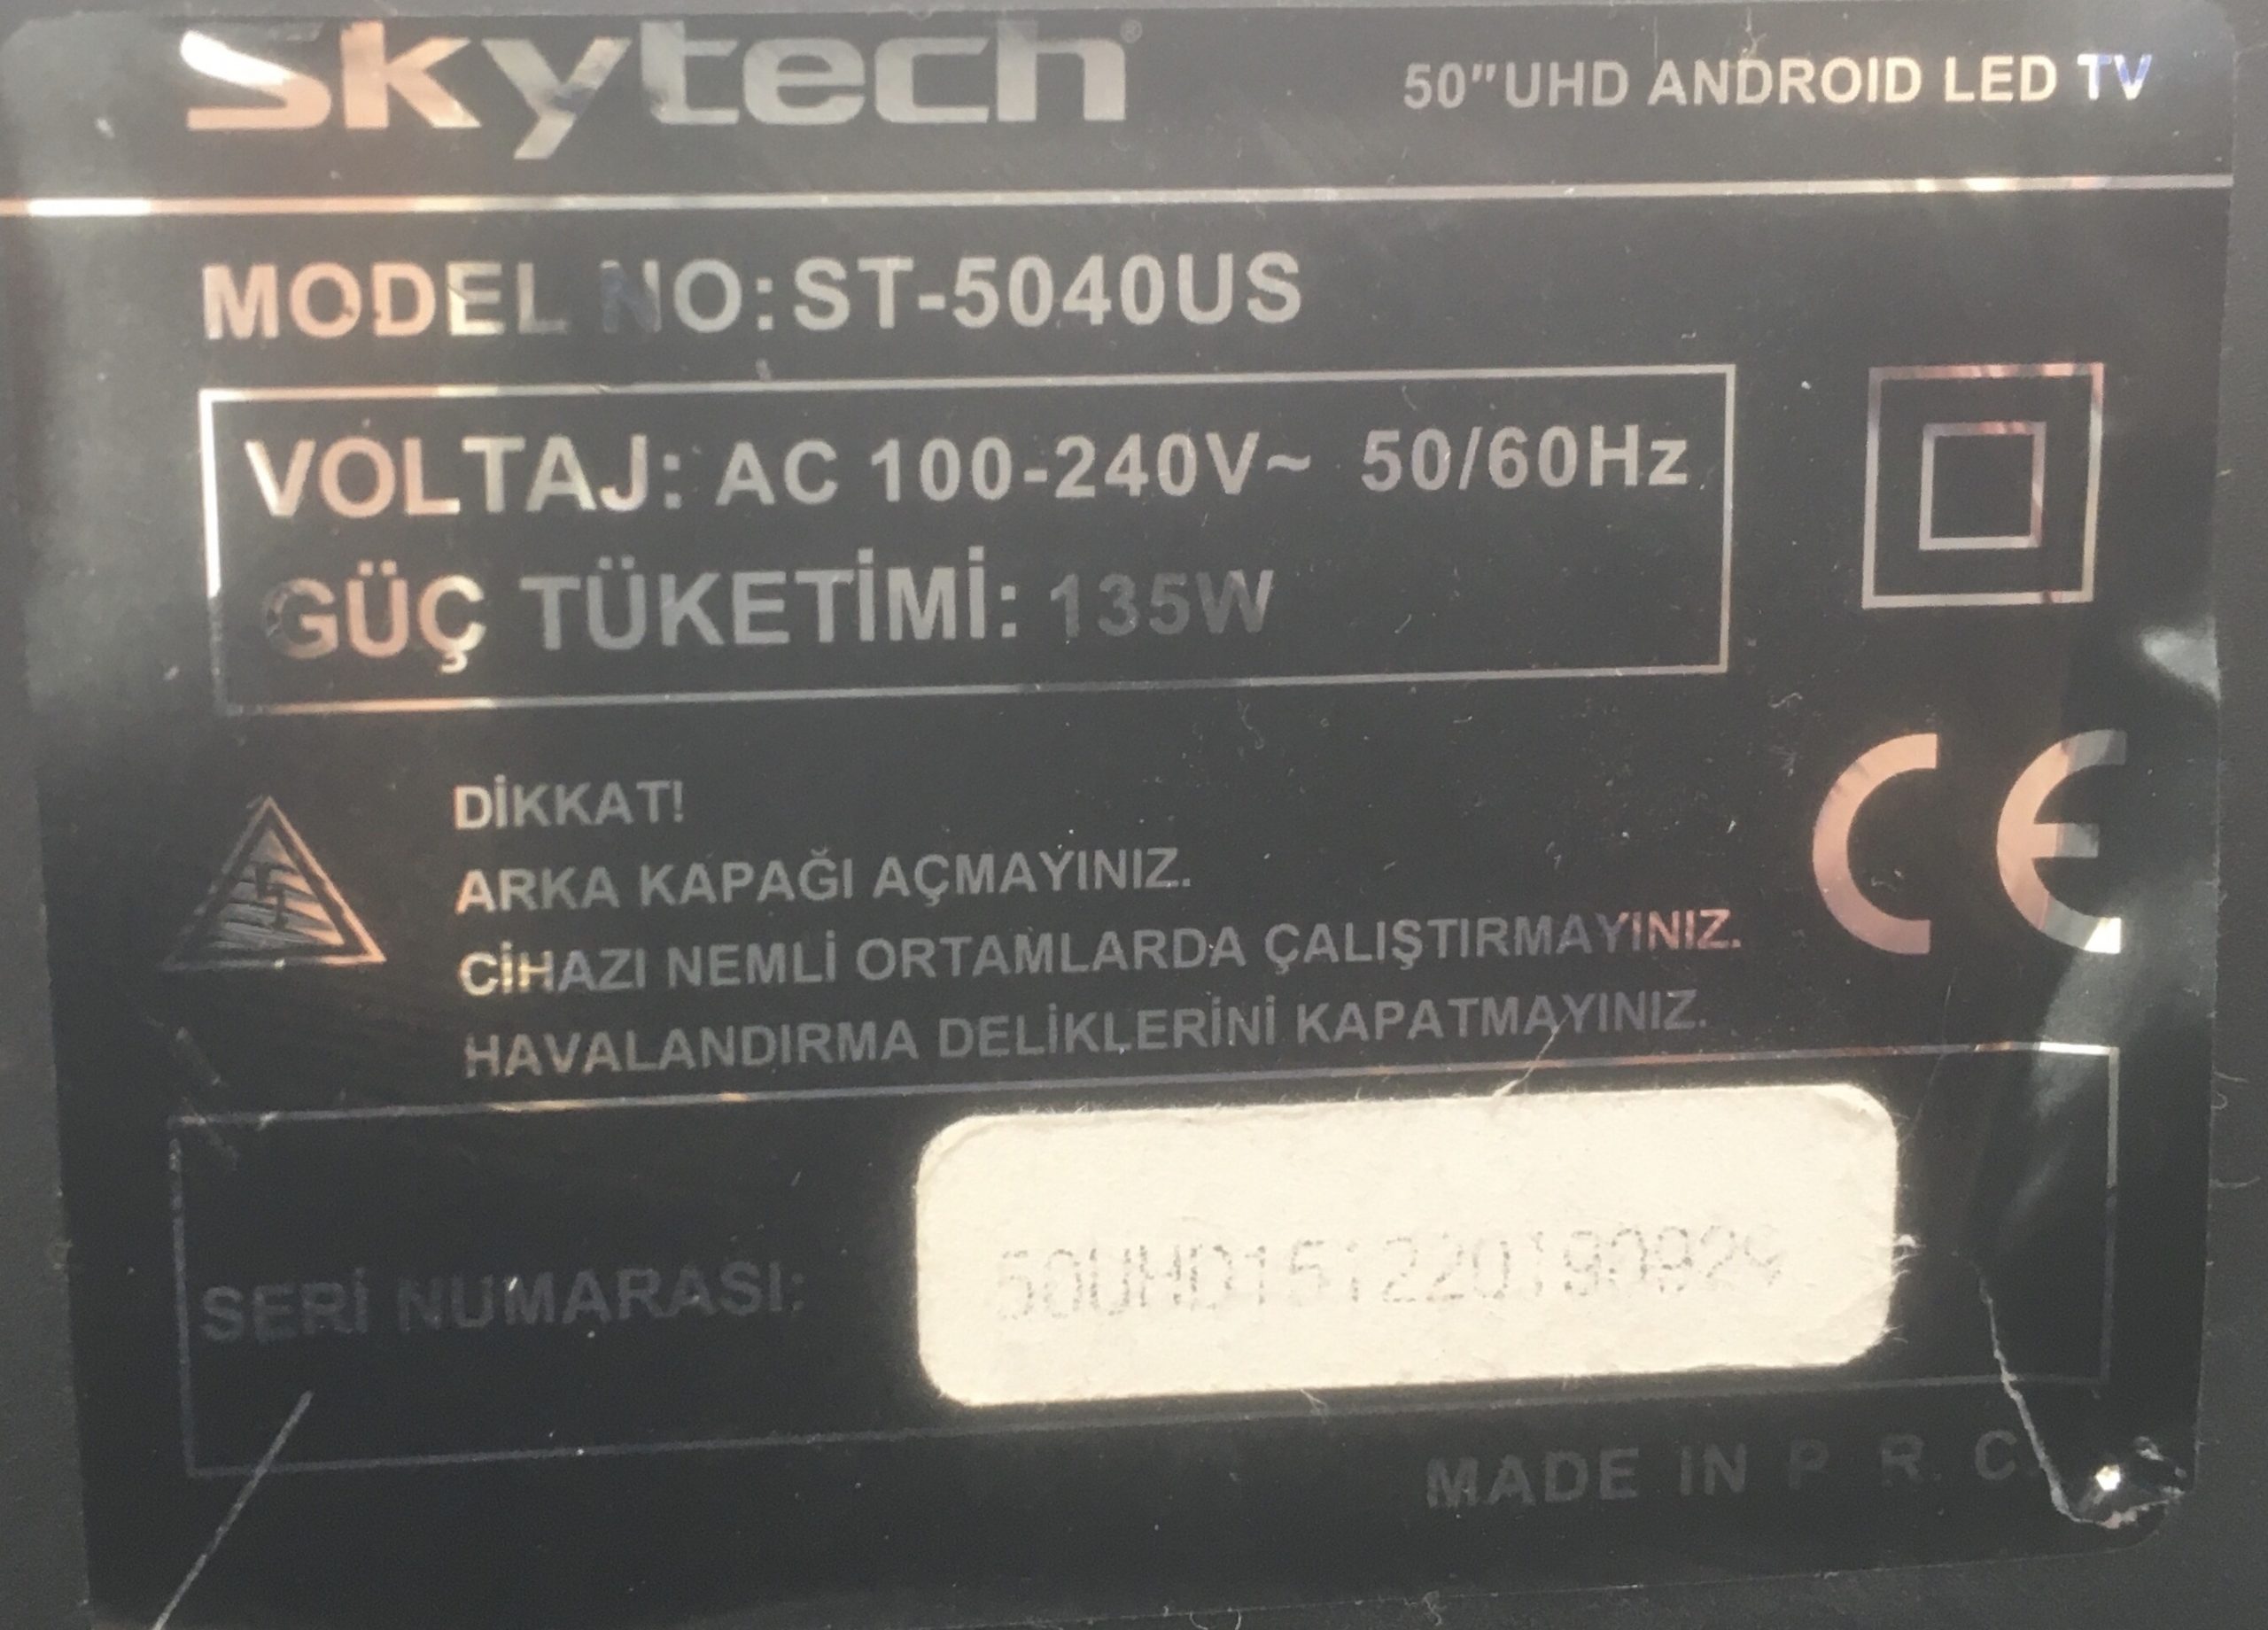 Skytech®
50"UHD ANDROID LED TV
MODEL NO:ST-5040US
VOLTAJ: AC 100-240V~ 50/60Hz
GÜÇ TÜKETİMİ: 135W
DİKKAT!
ARKA KAPAĞI AÇMAYINIZ.
CİHAZI NEMLİ ORTAMLARDA ÇALIŞTIRMAYINIZ.
HAVALANDIRMA DELİKLERİNİ KAPATMAYINIZ.
CE
SERİ NUMARASI:
MADE IN P. R. C.